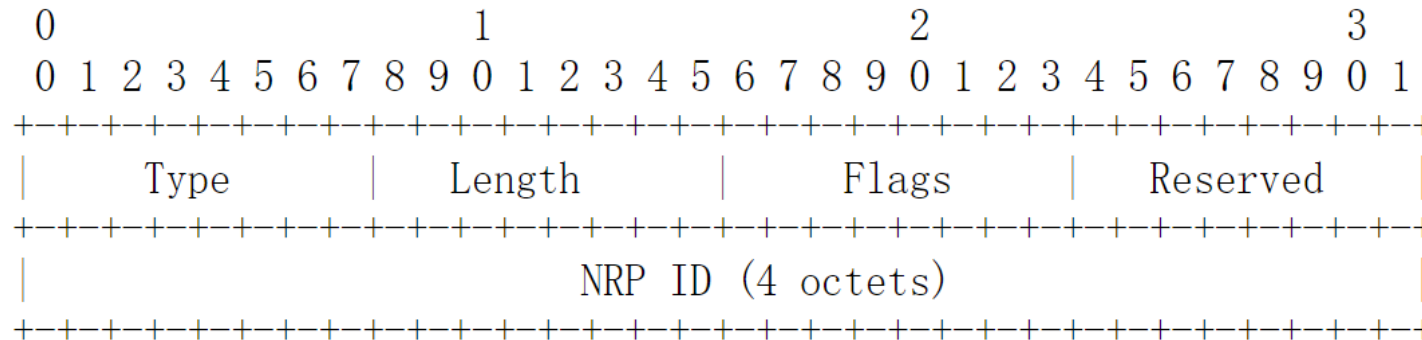 0                   1                   2                   3
 0 1 2 3 4 5 6 7 8 9 0 1 2 3 4 5 6 7 8 9 0 1 2 3 4 5 6 7 8 9 0 1
+-+-+-+-+-+-+-+-+-+-+-+-+-+-+-+-+-+-+-+-+-+-+-+-+-+-+-+-+-+-+-+-+
|     Type      |   Length      |     Flags     |   Reserved    |
+-+-+-+-+-+-+-+-+-+-+-+-+-+-+-+-+-+-+-+-+-+-+-+-+-+-+-+-+-+-+-+-+
|                         NRP ID (4 octets)                     |
+-+-+-+-+-+-+-+-+-+-+-+-+-+-+-+-+-+-+-+-+-+-+-+-+-+-+-+-+-+-+-+-+